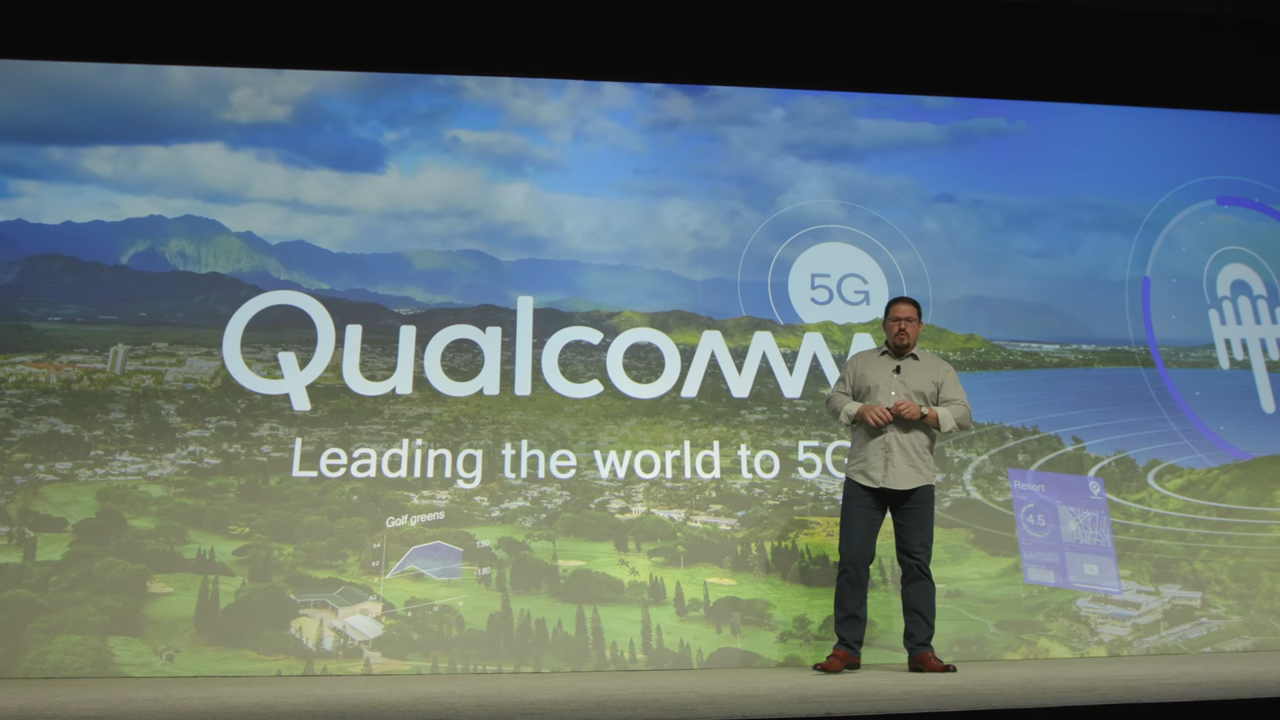 5G
Qualcomm
Leading the world to 5G
Golf greens
Resort
4.5